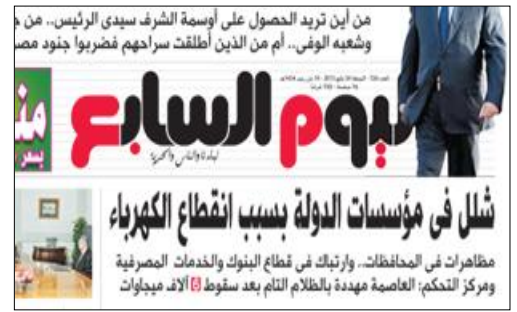 من أين تريد الحصول على أوسمة الشرف سيدى الرئيس.. من
وشعبه الوفى.. أم من الذين أطلقت سراحهم فضربوا جنود مصر
اليوم السابع
شلل فى مؤسسات الدولة بسبب انقطاع الكهرباء
مظاهرات فى المحافظات.. وارتباك فى قطاع البنوك والخدمات المصرفية
ومركز التحكم: العاصمة مهددة بالظلام التام بعد سقوط 5 آلاف ميجاوات